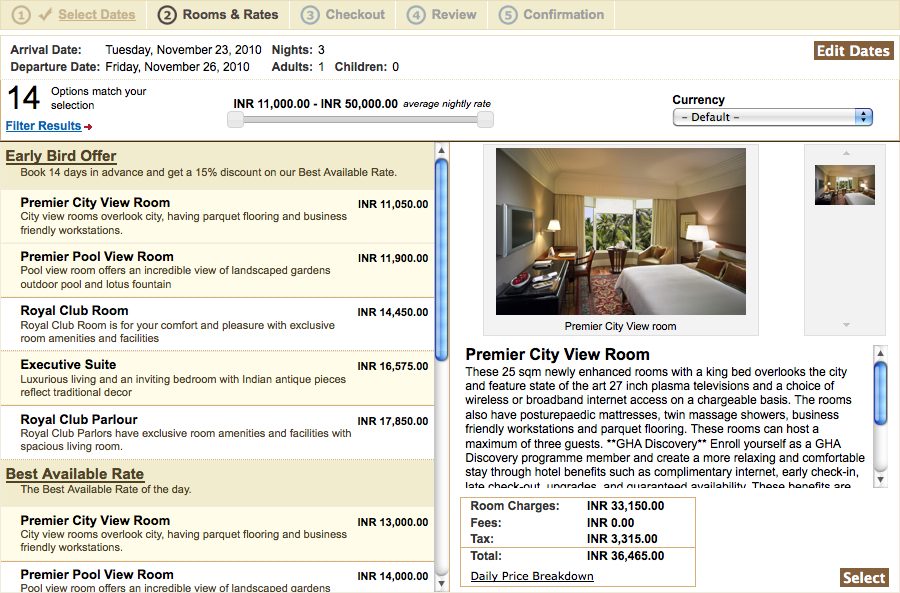 1 Select Dates 2 Rooms & Rates 3 Checkout 4 Review 5 Confirmation
Arrival Date: Tuesday, November 23, 2010 Nights: 3
Departure Date: Friday, November 26, 2010 Adults: 1 Children: 0
Edit Dates
14 Options match your
selection
Filter Results
INR 11,000.00 - INR 50,000.00 average nightly rate
Currency
– Default –
Early Bird Offer
Book 14 days in advance and get a 15% discount on our Best Available Rate.
Premier City View Room INR 11,050.00
City view rooms overlook city, having parquet flooring and business
friendly workstations.
Premier Pool View Room INR 11,900.00
Pool view room offers an incredible view of landscaped gardens
outdoor pool and lotus fountain
Royal Club Room INR 14,450.00
Royal Club Room is for your comfort and pleasure with exclusive
room amenities and facilities
Executive Suite INR 16,575.00
Luxurious living and an inviting bedroom with Indian antique pieces
reflect traditional decor
Royal Club Parlour INR 17,850.00
Royal Club Parlors have exclusive room amenities and facilities with
spacious living room.
Best Available Rate
The Best Available Rate of the day.
Premier City View Room INR 13,000.00
City view rooms overlook city, having parquet flooring and business
friendly workstations.
Premier Pool View Room INR 14,000.00
Pool view room offers an incredible view of landscaped gardens
Premier City View room
Premier City View Room
These 25 sqm newly enhanced rooms with a king bed overlooks the city
and feature state of the art 27 inch plasma televisions and a choice of
wireless or broadband internet access on a chargeable basis. The rooms
also have posturepaedic mattresses, twin massage showers, business
friendly workstations and parquet flooring. These rooms can host a
maximum of three guests. **GHA Discovery** Enroll yourself as a GHA
Discovery programme member and create a more relaxing and comfortable
stay through hotel benefits such as complimentary internet, early check-in,
late check-out, upgrades, and guaranteed availability. These benefits are
Room Charges: INR 33,150.00
Fees: INR 0.00
Tax: INR 3,315.00
Total: INR 36,465.00
Daily Price Breakdown
Select